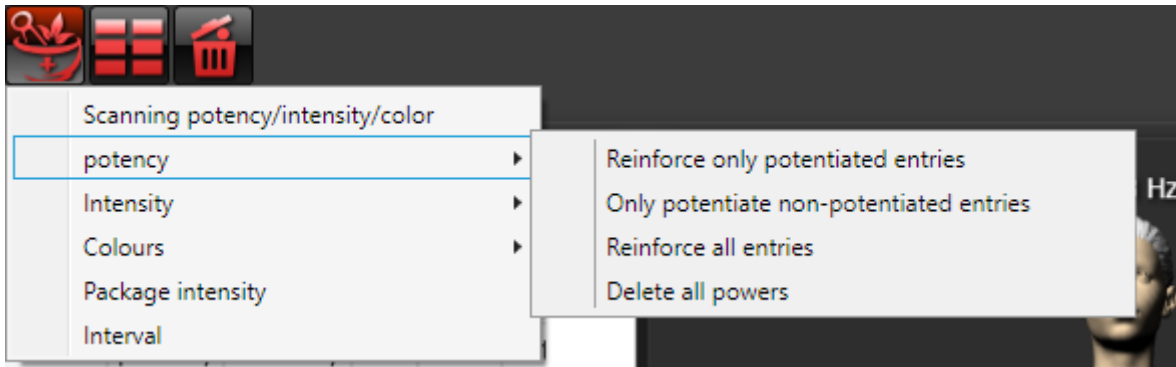 Scanning potency/intensity/color
potency
Intensity
Colours
Package intensity
Interval
Reinforce only potentiated entries
Only potentiate non-potentiated entries
Reinforce all entries
Delete all powers
Hz